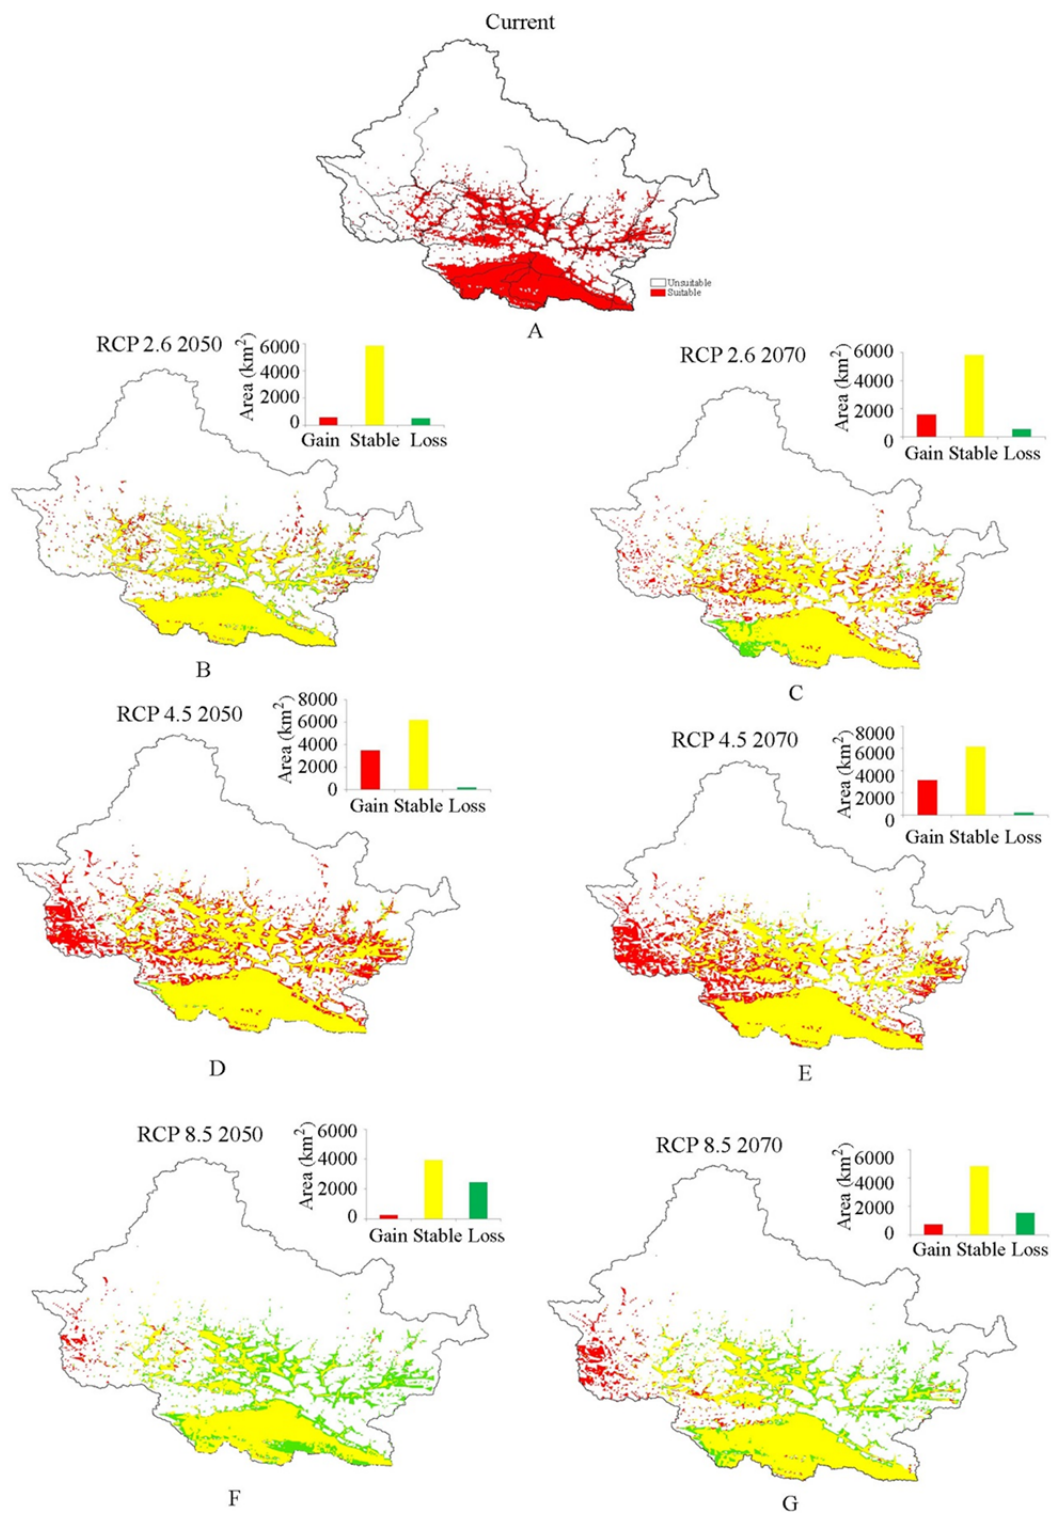 Current
Unsuitable
Suitable
A
RCP 2.6 2050
Area (km²)
6000
4000
2000
0
Gain Stable Loss
B
RCP 2.6 2070
Area (km²)
6000
4000
2000
0
Gain Stable Loss
C
RCP 4.5 2050
Area (km²)
8000
6000
4000
2000
0
Gain Stable Loss
D
RCP 4.5 2070
Area (km²)
8000
6000
4000
2000
0
Gain Stable Loss
E
RCP 8.5 2050
Area (km²)
6000
4000
2000
0
Gain Stable Loss
F
RCP 8.5 2070
Area (km²)
6000
4000
2000
0
Gain Stable Loss
G